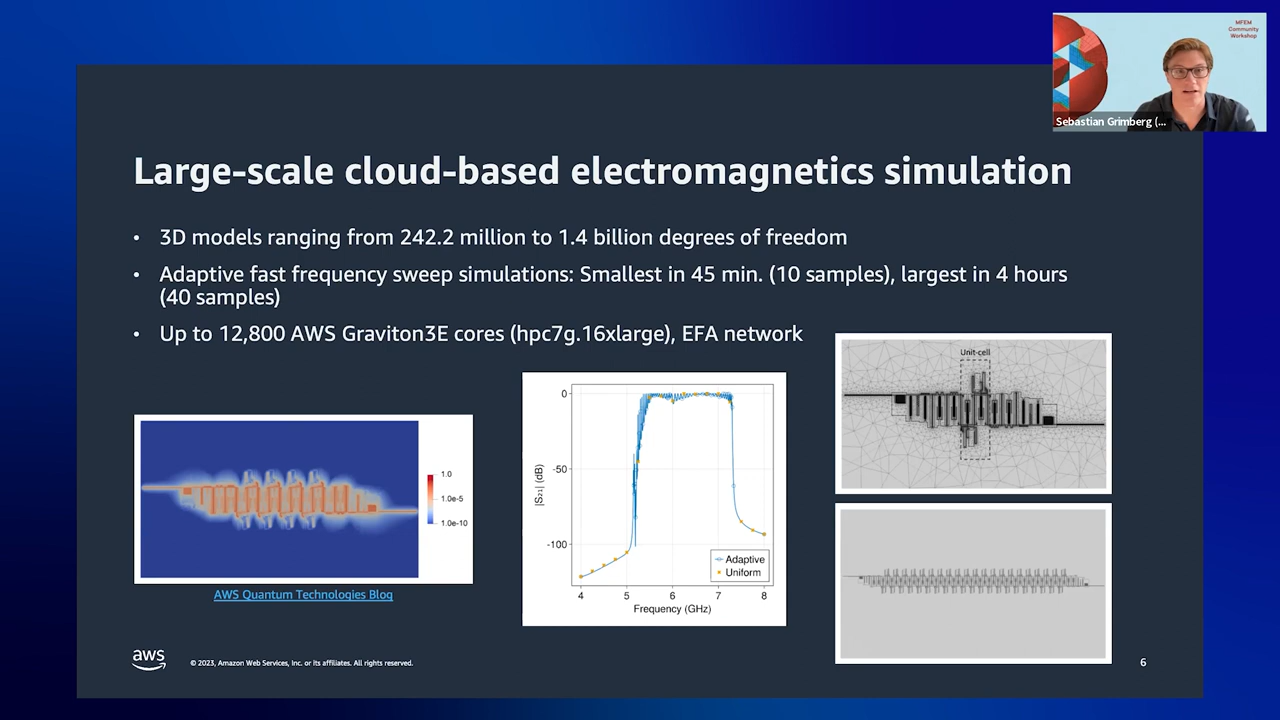 MFEM
Community
Workshop
Sebastian Grimberg (...
Large-scale cloud-based electromagnetics simulation
• 3D models ranging from 242.2 million to 1.4 billion degrees of freedom
• Adaptive fast frequency sweep simulations: Smallest in 45 min. (10 samples), largest in 4 hours
(40 samples)
• Up to 12,800 AWS Graviton3E cores (hpc7g.16xlarge), EFA network
1.0
1.0e-5
1.0e-10
AWS Quantum Technologies Blog
0
-50
-100
|S₂₁| (dB)
Adaptive
Uniform
4 5 6 7 8
Frequency (GHz)
Unit-cell
aws
© 2023, Amazon Web Services, Inc. or its affiliates. All rights reserved.
6